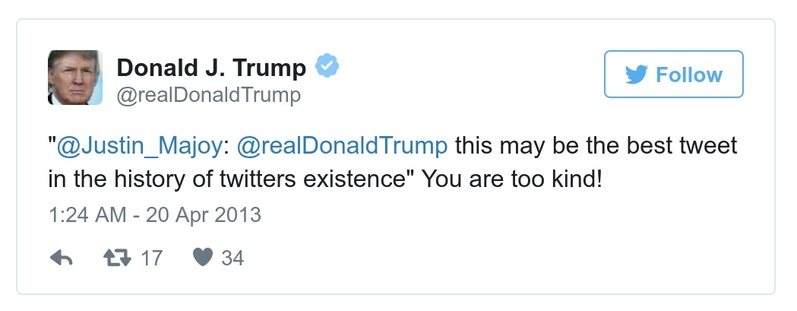 Donald J. Trump
@realDonaldTrump
Follow
"@Justin_Majoy: @realDonaldTrump this may be the best tweet
in the history of twitters existence" You are too kind!
1:24 AM - 20 Apr 2013
17 34